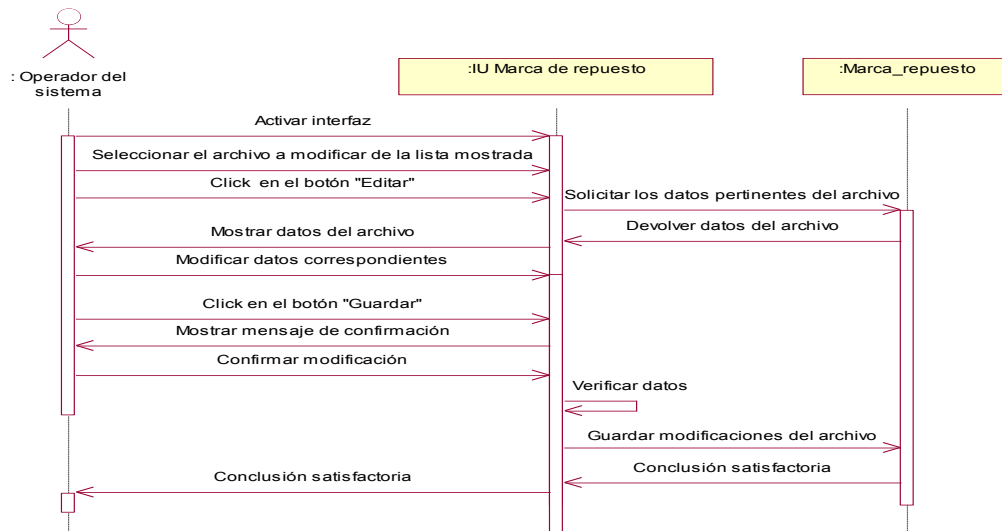 : Operador del
sistema
:IU Marca de repuesto
:Marca_repuesto
Activar interfaz
Seleccionar el archivo a modificar de la lista mostrada
Click en el botón "Editar"
Solicitar los datos pertinentes del archivo
Devolver datos del archivo
Mostrar datos del archivo
Modificar datos correspondientes
Click en el botón "Guardar"
Mostrar mensaje de confirmación
Confirmar modificación
Verificar datos
Guardar modificaciones del archivo
Conclusión satisfactoria
Conclusión satisfactoria